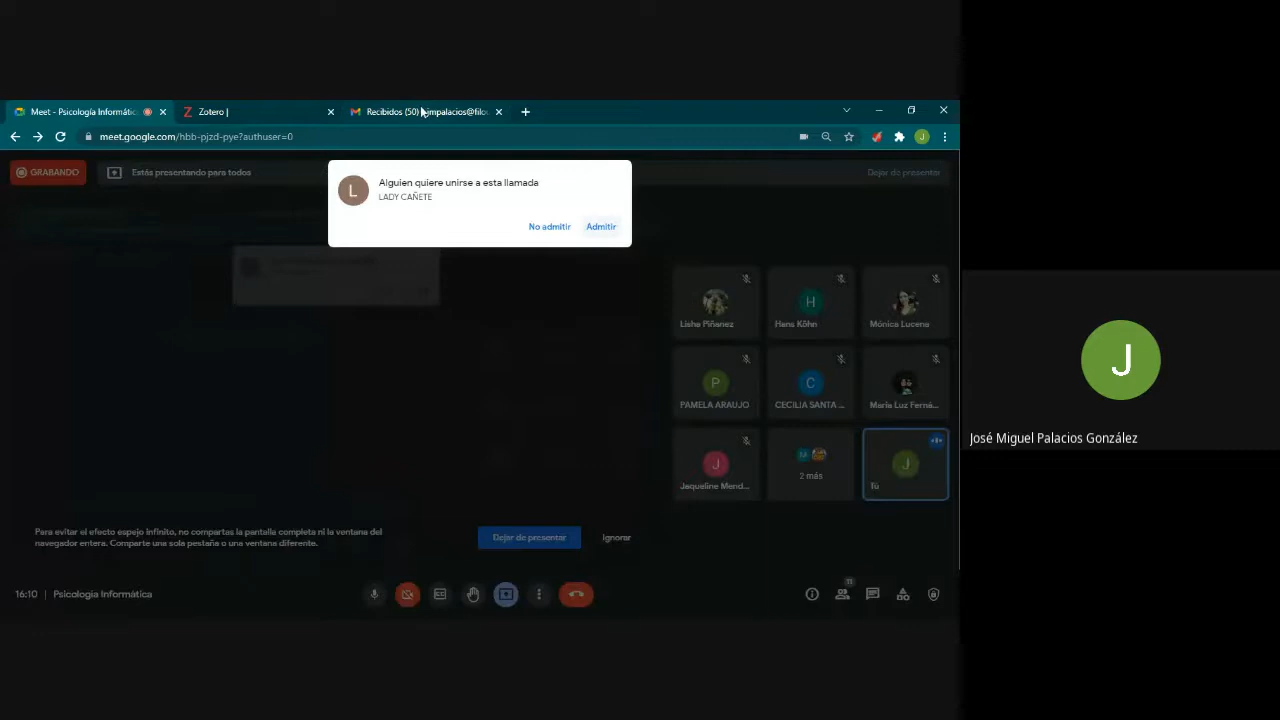 Meet - Psicología Informátic
Zotero |
Recibidos (50) - jmpalacios@filo
meet.google.com/hbb-pjzd-pye?authuser=0
GRABANDO
Estás presentando para todos
Dejar de presentar
Alguien quiere unirse a esta llamada
L
LADY CAÑETE
No admitir
Admitir
Lisha Piñanez
H
Hans Köhn
Mónica Lucena
P
PAMELA ARAUJO
C
CECILIA SANTA ...
María Luz Ferná...
J
Jaqueline Mend...
2 más
J
Tú
J
José Miguel Palacios González
Para evitar el efecto espejo infinito, no compartas la pantalla completa ni la ventana del
navegador entera. Comparte una sola pestaña o una ventana diferente.
Dejar de presentar
Ignorar
16:10 | Psicologia Informática